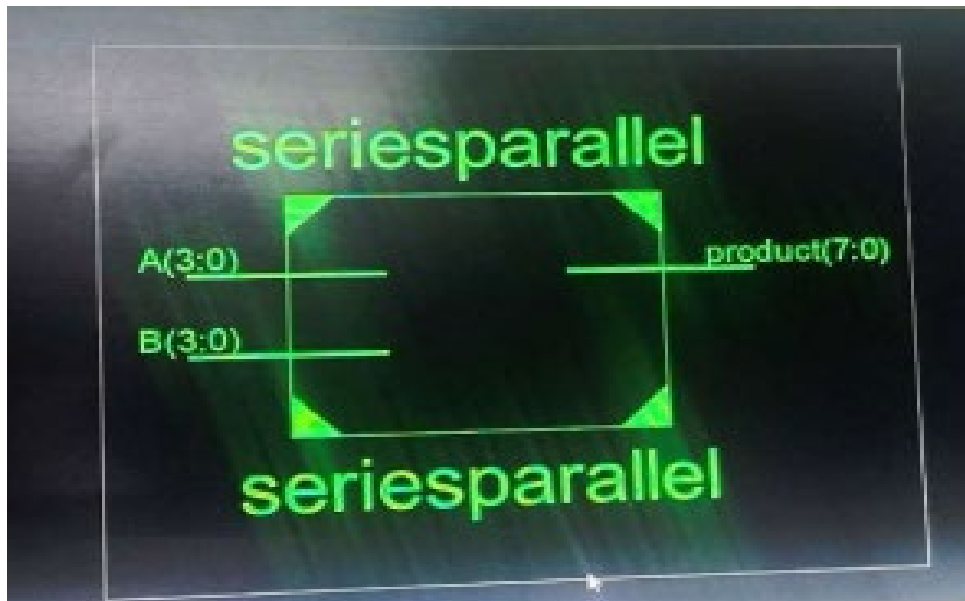 seriesparallel
A(3:0)
product(7:0)
B(3:0)
seriesparallel